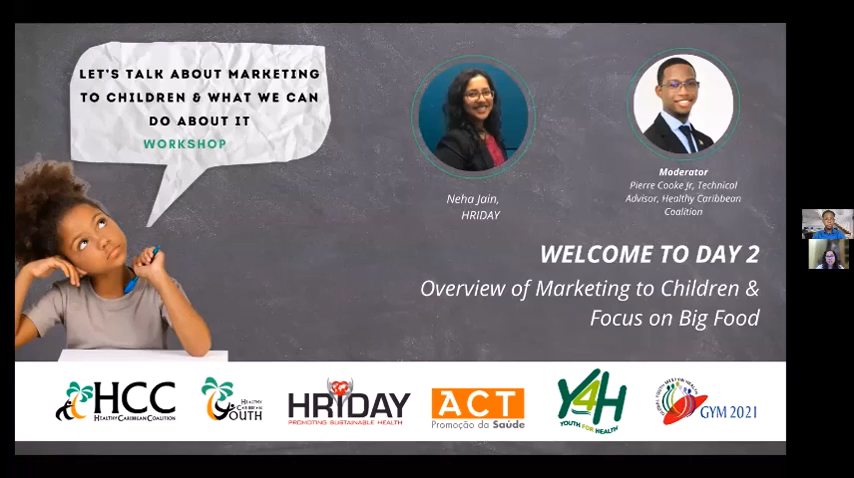 LET'S TALK ABOUT MARKETING
TO CHILDREN & WHAT WE CAN
DO ABOUT IT
WORKSHOP
Neha Jain,
HRIDAY
Moderator
Pierre Cooke Jr, Technical
Advisor, Healthy Caribbean
Coalition
WELCOME TO DAY 2
Overview of Marketing to Children &
Focus on Big Food
HCC
HEALTHY CARIBBEAN COALITION
HEALTHY
CARIBBEAN
YOUTH
HRIDAY
PROMOTING SUSTAINABLE HEALTH
ACT
Promoção da Saúde
Y4H
YOUTH FOR HEALTH
GYM 2021